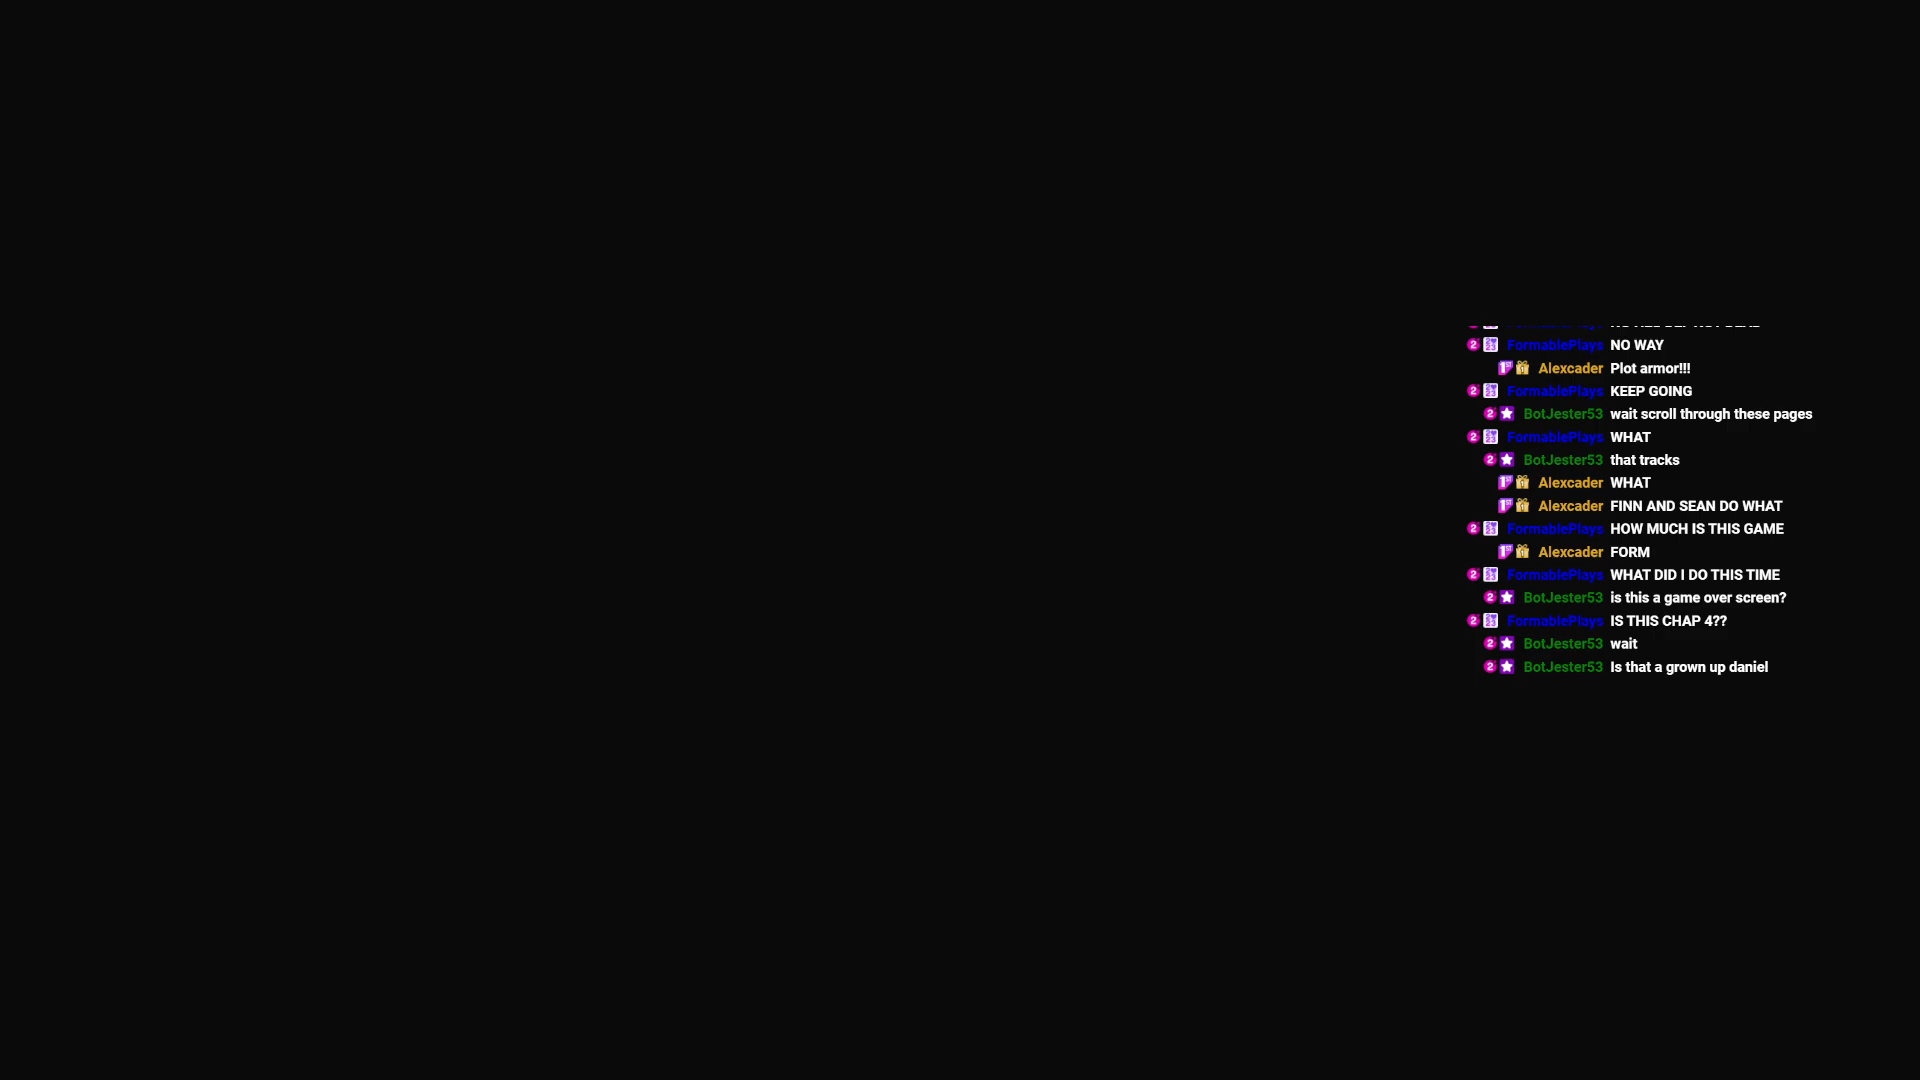 FormablePlays NO WAY
Alexcader Plot armor!!!
FormablePlays KEEP GOING
BotJester53 wait scroll through these pages
FormablePlays WHAT
BotJester53 that tracks
Alexcader WHAT
Alexcader FINN AND SEAN DO WHAT
FormablePlays HOW MUCH IS THIS GAME
Alexcader FORM
FormablePlays WHAT DID I DO THIS TIME
BotJester53 is this a game over screen?
FormablePlays IS THIS CHAP 4??
BotJester53 wait
BotJester53 Is that a grown up daniel